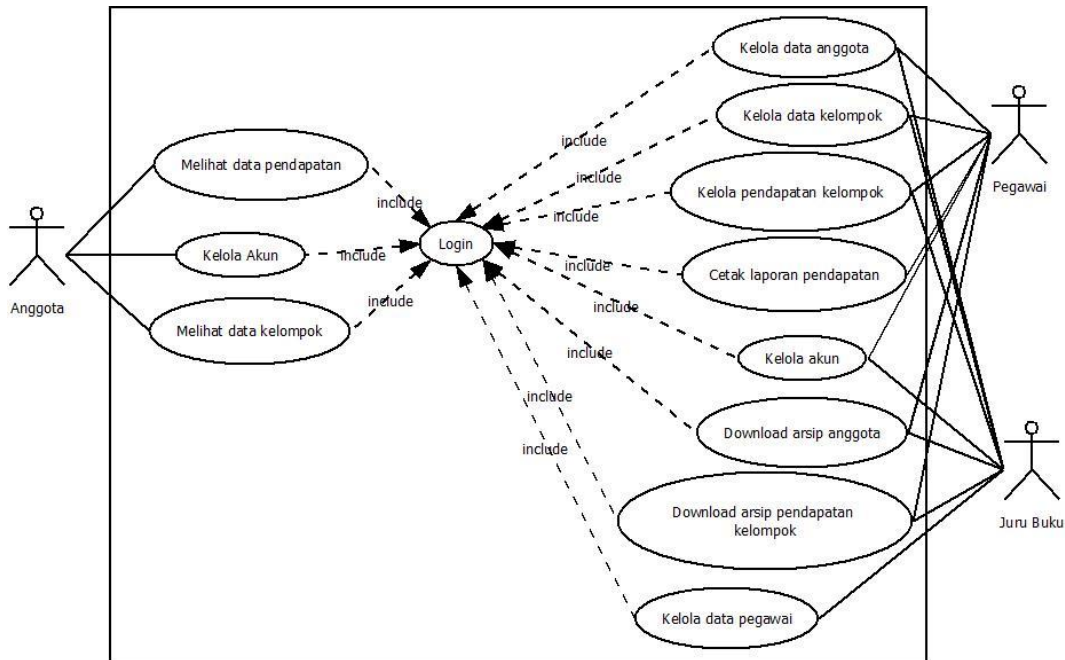 Kelola data anggota
Kelola data kelompok
include
include
Melihat data pendapatan
Kelola pendapatan kelompok
Pegawai
include
include
Login
Kelola Akun
include
include
Cetak laporan pendapatan
Anggota
include
Melihat data kelompok
include
Kelola akun
include
include
Download arsip anggota
include
Download arsip pendapatan
kelompok
Juru Buku
Kelola data pegawai